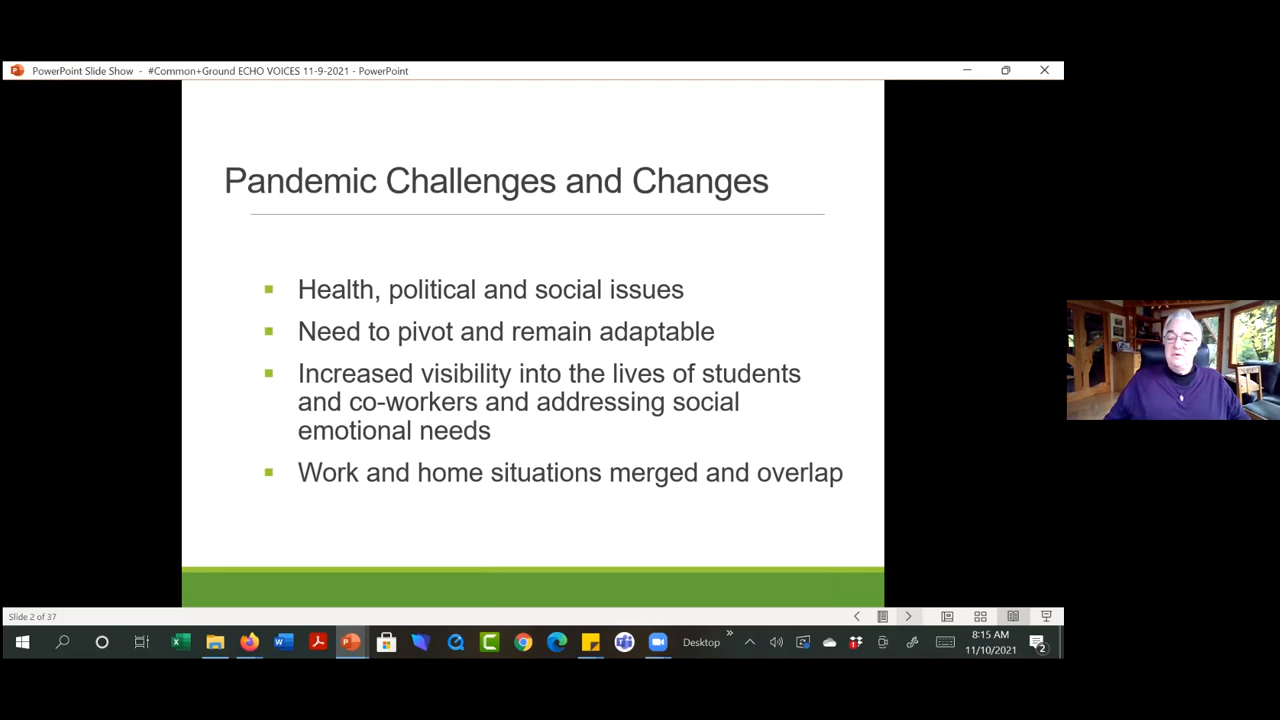 PowerPoint Slide Show - #Common+Ground ECHO VOICES 11-9-2021 - PowerPoint
Pandemic Challenges and Changes
Health, political and social issues
Need to pivot and remain adaptable
Increased visibility into the lives of students
and co-workers and addressing social
emotional needs
Work and home situations merged and overlap
Slide 2 of 37
Desktop
8:15 AM
11/10/2021
2